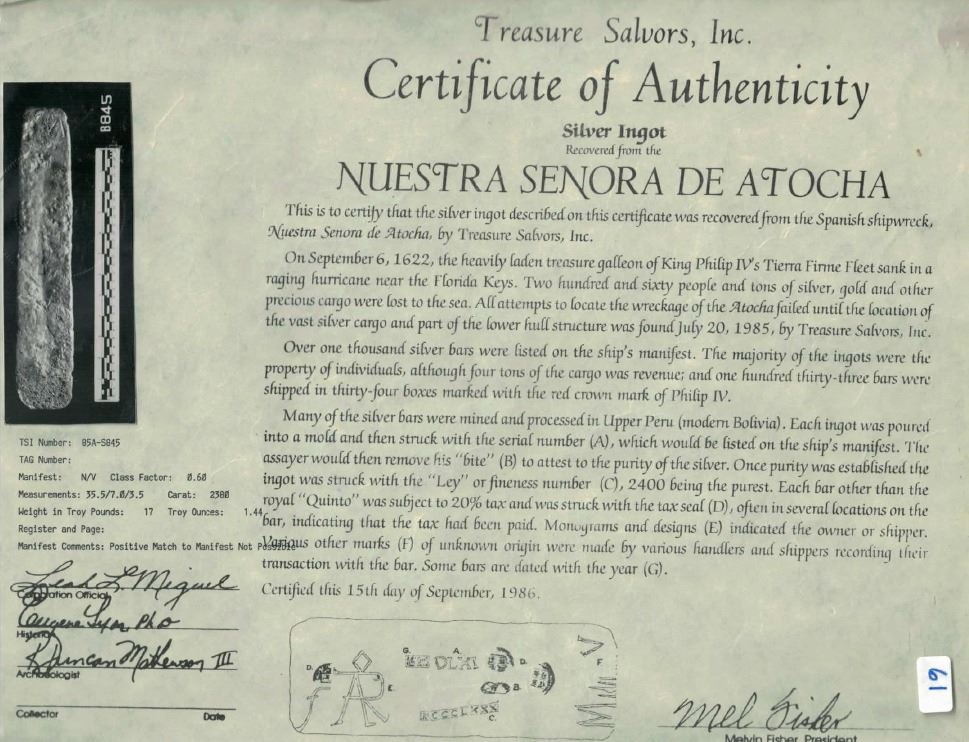 Treasure Salvors, Inc.
Certificate of Authenticity
Silver Ingot
Recovered from the
NUESTRA SENORA DE ATOCHA
This is to certify that the silver ingot described on this certificate was recovered from the Spanish shipwreck,
Nuestra Senora de Atocha, by Treasure Salvors, Inc.
On September 6, 1622, the heavily laden treasure galleon of King Philip IV's Tierra Firme Fleet sank in a
raging hurricane near the Florida Keys. Two hundred and sixty people and tons of silver, gold and other
precious cargo were lost to the sea. All attempts to locate the wreckage of the Atocha failed until the location of
the vast silver cargo and part of the lower hull structure was found July 20, 1985, by Treasure Salvors, Inc.
Over one thousand silver bars were listed on the ship's manifest. The majority of the ingots were the
property of individuals, although four tons of the cargo was revenue; and one hundred thirty-three bars were
shipped in thirty-four boxes marked with the red crown mark of Philip IV.
Many of the silver bars were mined and processed in Upper Peru (modern Bolivia). Each ingot was poured
into a mold and then struck with the serial number (A), which would be listed on the ship's manifest. The
assayer would then remove his "bite" (B) to attest to the purity of the silver. Once purity was established the
ingot was struck with the "Ley" or fineness number (C), 2400 being the purest. Each bar other than the
royal "Quinto" was subject to 20% tax and was struck with the tax seal (D), often in several locations on the
bar, indicating that the tax had been paid. Monograms and designs (E) indicated the owner or shipper.
Various other marks (F) of unknown origin were made by various handlers and shippers recording their
transaction with the bar. Some bars are dated with the year (G).
Certified this 15th day of September, 1986.
8845
TSI Number: 85A-S845
TAG Number:
Manifest: N/V Class Factor: 0.60
Measurements: 35.5/7.0/3.5 Carat: 2380
Weight in Troy Pounds: 17 Troy Ounces: 1.44
Register and Page:
Manifest Comments: Positive Match to Manifest Not Possible
Leah L. Miguel
Corporation Official
Eugene Lyon PhD
Historian
R Duncan Mathewson III
Archaeologist
Collector Date
G. A.
D. D. F.
E. B.
C.
Mel Fisher
Melvin Fisher, President
19